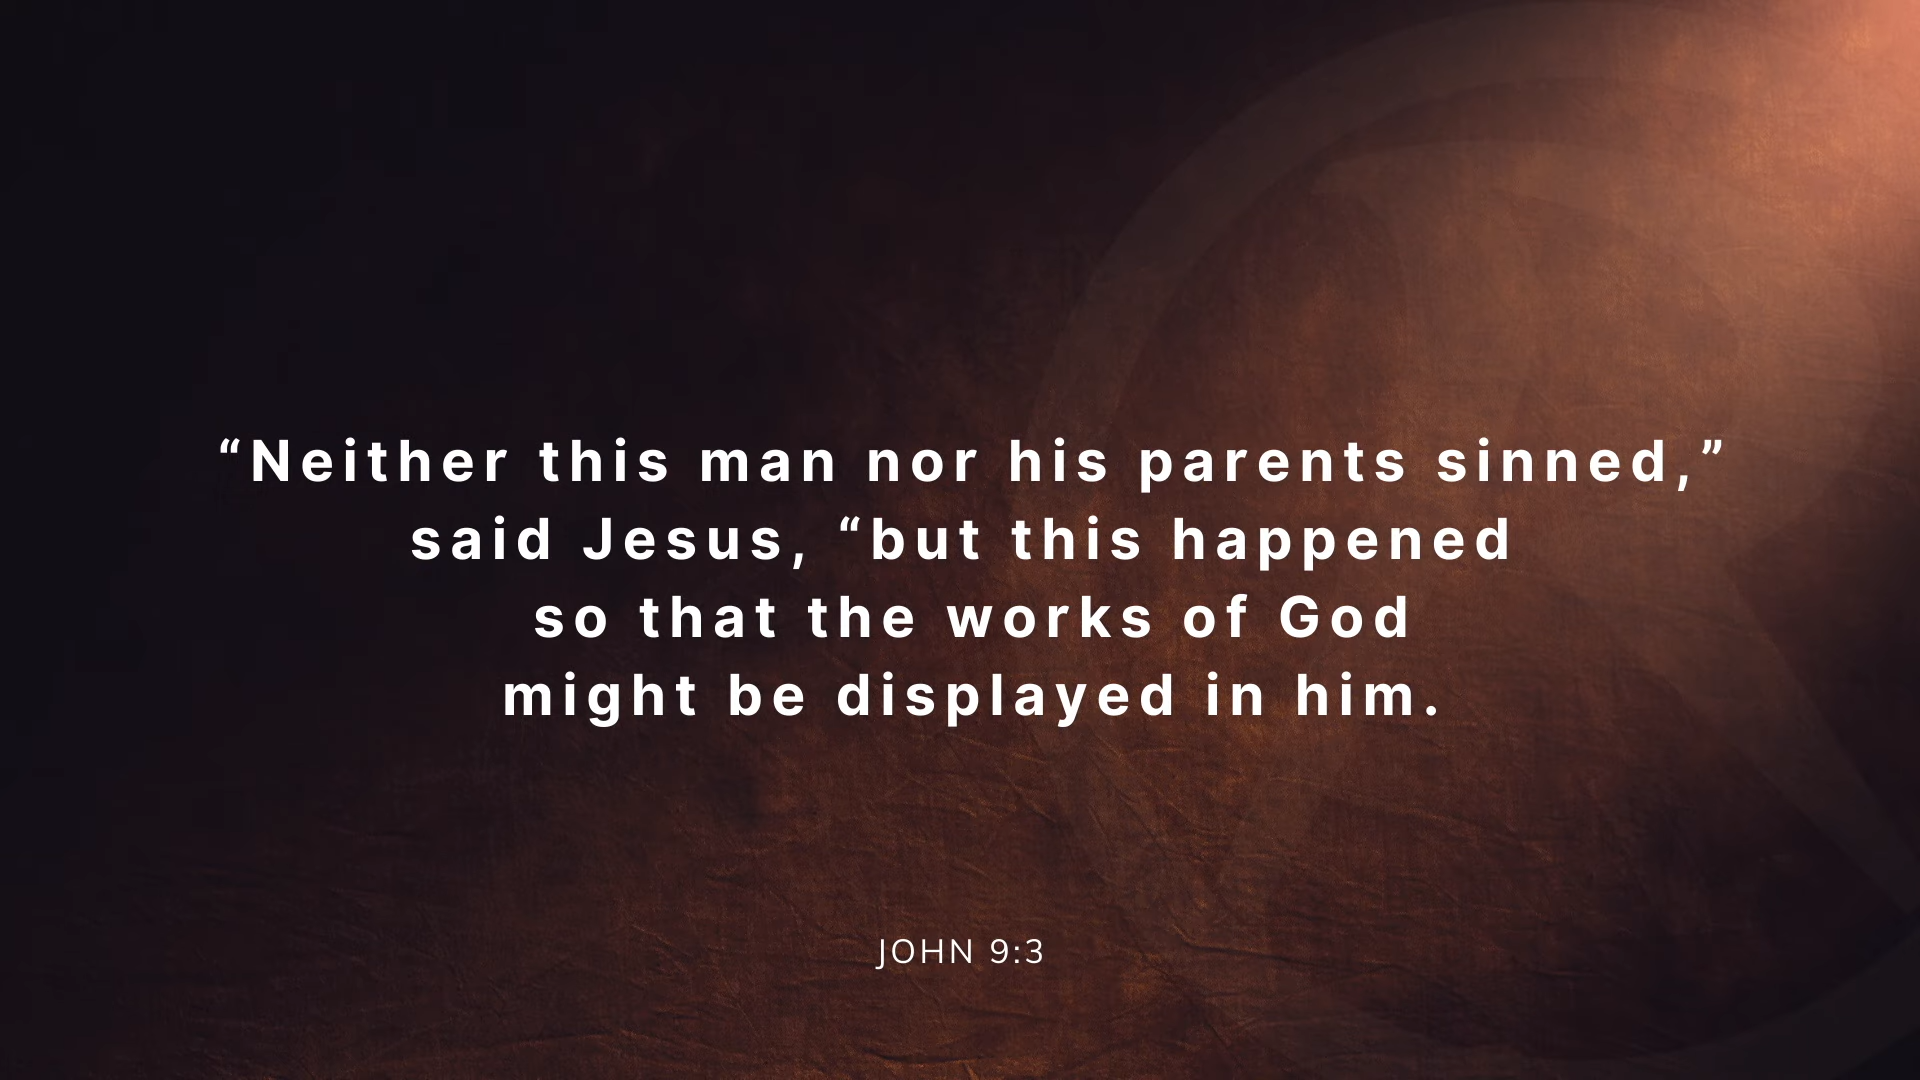 “Neither this man nor his parents sinned,”
said Jesus, “but this happened
so that the works of God
might be displayed in him.
JOHN 9:3